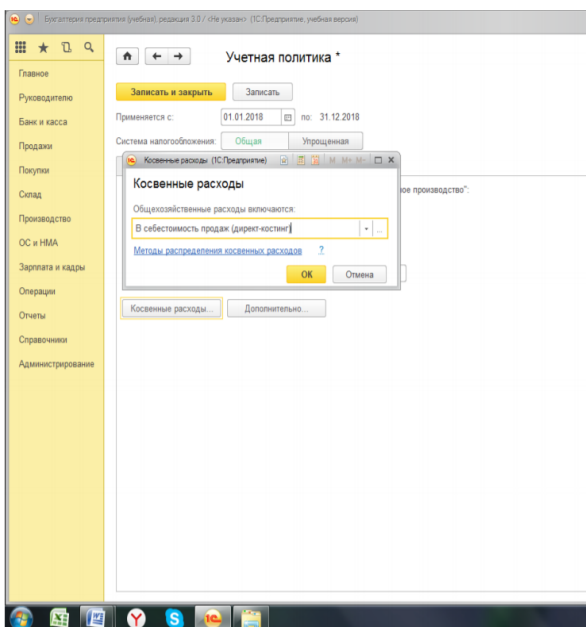 Бухгалтерия предприятия (учебная), редакция 3.0 / <Не указан> (1С:Предприятие, учебная версия)
Главное
Руководителю
Банк и касса
Продажи
Покупки
Склад
Производство
ОС и НМА
Зарплата и кадры
Операции
Отчеты
Справочники
Администрирование
Учетная политика *
Записать и закрыть Записать
Применяется с: 01.01.2018 по: 31.12.2018
Система налогообложения: Общая Упрощенная
Косвенные расходы (1С:Предприятие) M M+ M-
Косвенные расходы
ое производство":
Общехозяйственные расходы включаются:
В себестоимость продаж (директ-костинг) ...
Методы распределения косвенных расходов ?
ОК Отмена
Косвенные расходы... Дополнительно...